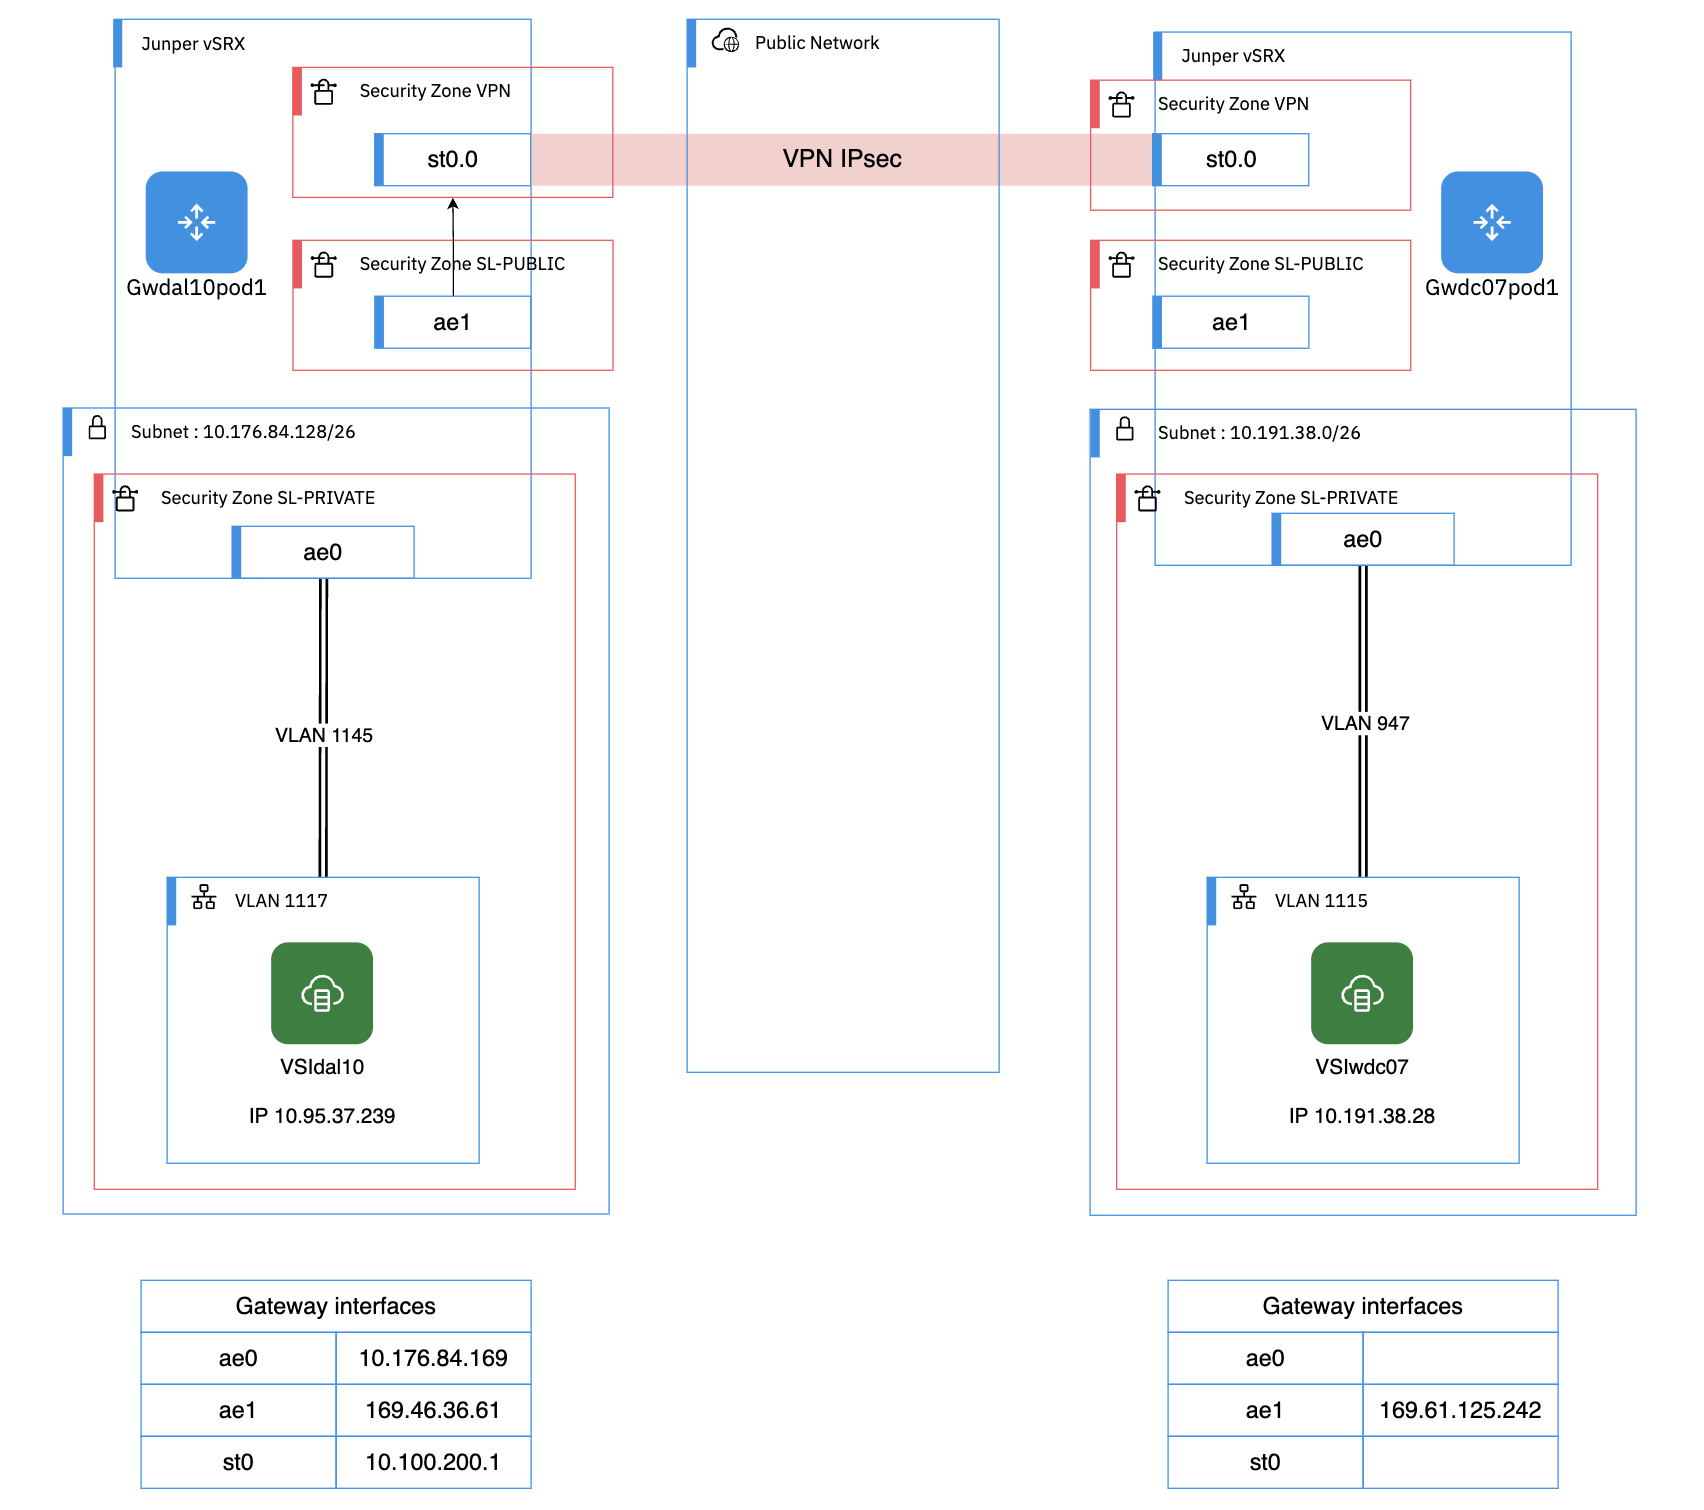 Junper vSRX
Security Zone VPN
st0.0
Gwdal10pod1
Security Zone SL-PUBLIC
ae1
Subnet : 10.176.84.128/26
Security Zone SL-PRIVATE
ae0
VLAN 1145
VLAN 1117
VSIdal10
IP 10.95.37.239
Public Network
VPN IPsec
Junper vSRX
Security Zone VPN
st0.0
Gwdc07pod1
Security Zone SL-PUBLIC
ae1
Subnet : 10.191.38.0/26
Security Zone SL-PRIVATE
ae0
VLAN 947
VLAN 1115
VSIwdc07
IP 10.191.38.28
Gateway interfaces
ae0 10.176.84.169
ae1 169.46.36.61
st0 10.100.200.1
Gateway interfaces
ae0
ae1 169.61.125.242
st0